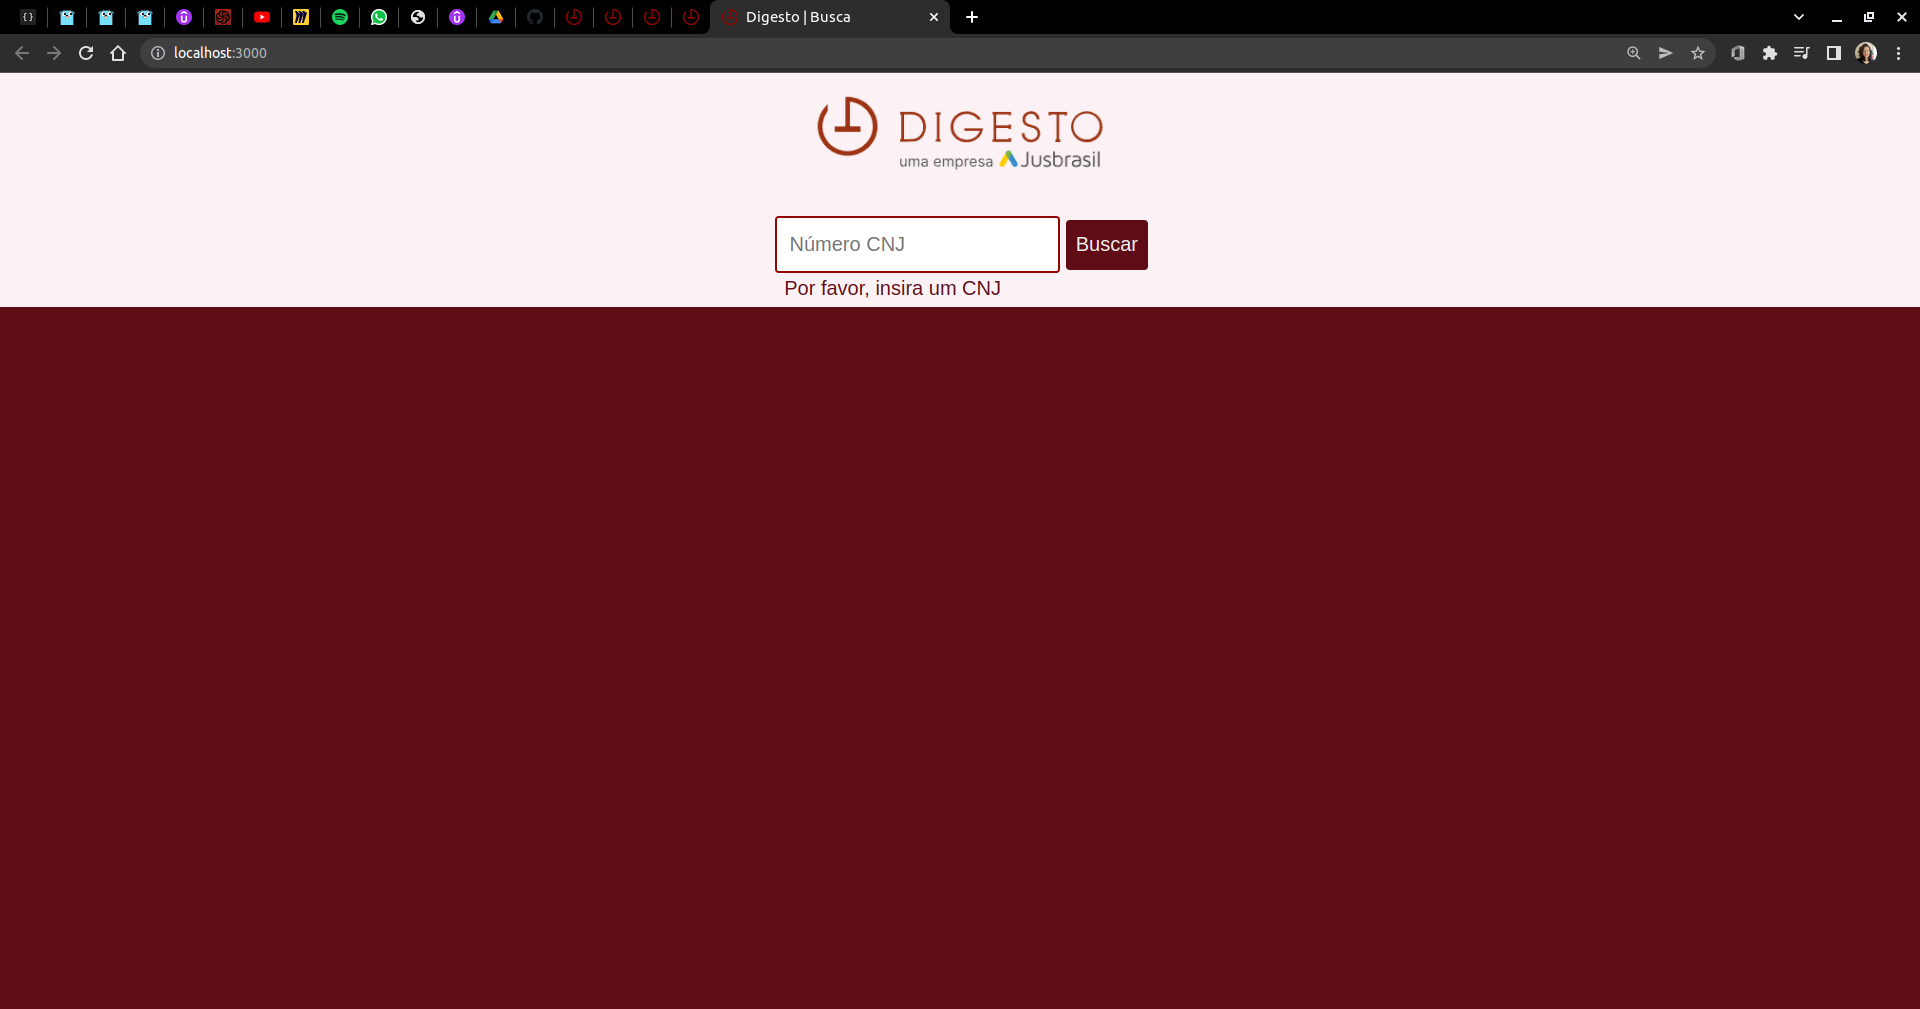 Digesto | Busca
localhost:3000
DIGESTO
uma empresa Jusbrasil
Número CNJ
Buscar
Por favor, insira um CNJ